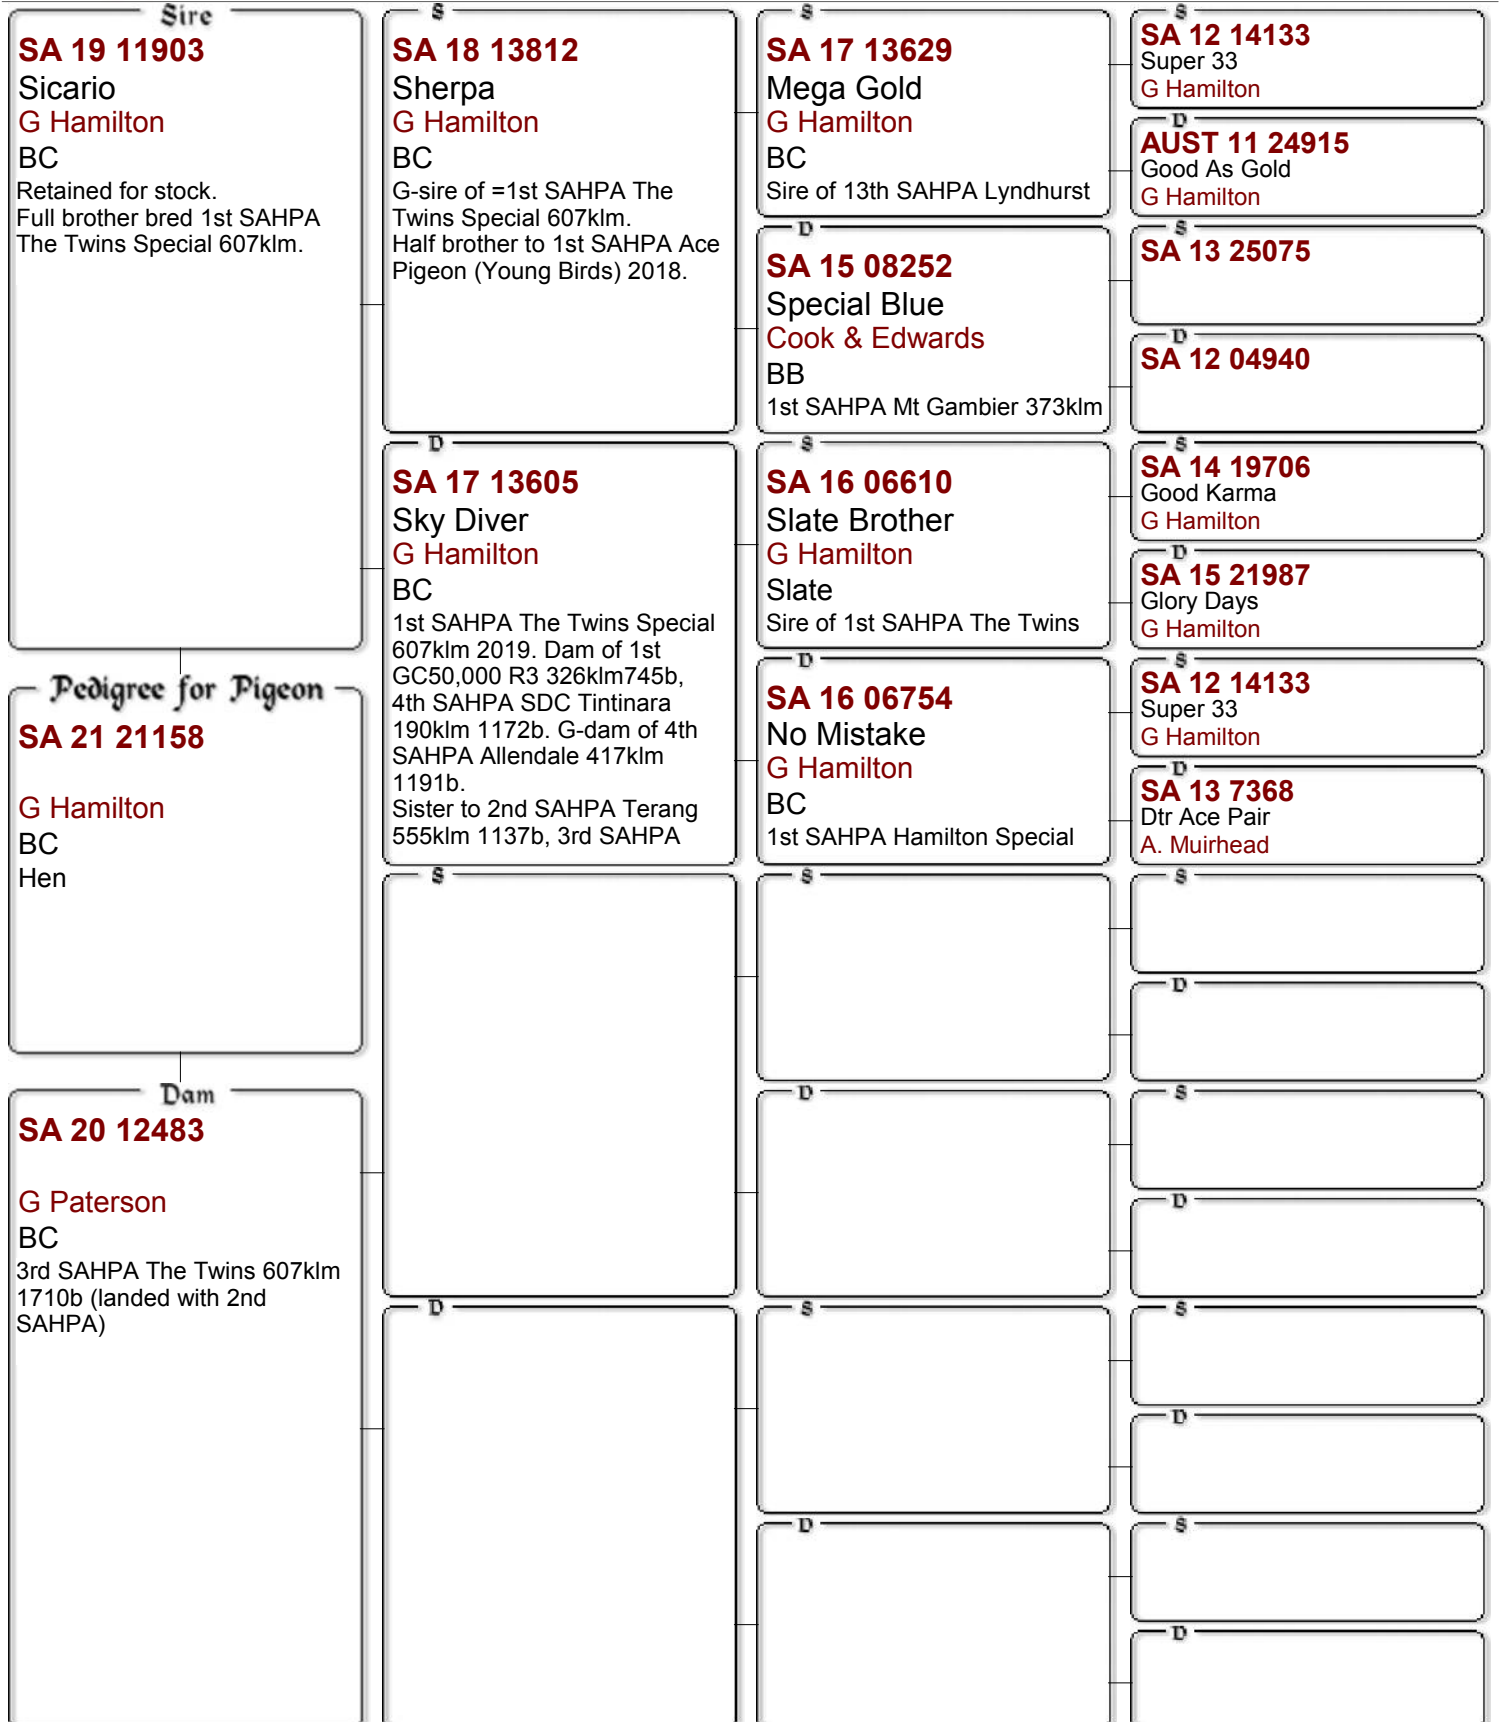 Sire
SA 19 11903
Sicario
G Hamilton
BC
Retained for stock.
Full brother bred 1st SAHPA
The Twins Special 607klm.
Pedigree for Pigeon
SA 21 21158
G Hamilton
BC
Hen
Dam
SA 20 12483
G Paterson
BC
3rd SAHPA The Twins 607klm
1710b (landed with 2nd
SAHPA)
S
SA 18 13812
Sherpa
G Hamilton
BC
G-sire of =1st SAHPA The
Twins Special 607klm.
Half brother to 1st SAHPA Ace
Pigeon (Young Birds) 2018.
D
SA 17 13605
Sky Diver
G Hamilton
BC
1st SAHPA The Twins Special
607klm 2019. Dam of 1st
GC50,000 R3 326klm745b,
4th SAHPA SDC Tintinara
190klm 1172b. G-dam of 4th
SAHPA Allendale 417klm
1191b.
Sister to 2nd SAHPA Terang
555klm 1137b, 3rd SAHPA
S
D
S
SA 17 13629
Mega Gold
G Hamilton
BC
Sire of 13th SAHPA Lyndhurst
D
SA 15 08252
Special Blue
Cook & Edwards
BB
1st SAHPA Mt Gambier 373klm
S
SA 16 06610
Slate Brother
G Hamilton
Slate
Sire of 1st SAHPA The Twins
D
SA 16 06754
No Mistake
G Hamilton
BC
1st SAHPA Hamilton Special
S
D
S
D
S
SA 12 14133
Super 33
G Hamilton
D
AUST 11 24915
Good As Gold
G Hamilton
S
SA 13 25075
D
SA 12 04940
S
SA 14 19706
Good Karma
G Hamilton
D
SA 15 21987
Glory Days
G Hamilton
S
SA 12 14133
Super 33
G Hamilton
D
SA 13 7368
Dtr Ace Pair
A. Muirhead
S
D
S
D
S
D
S
D